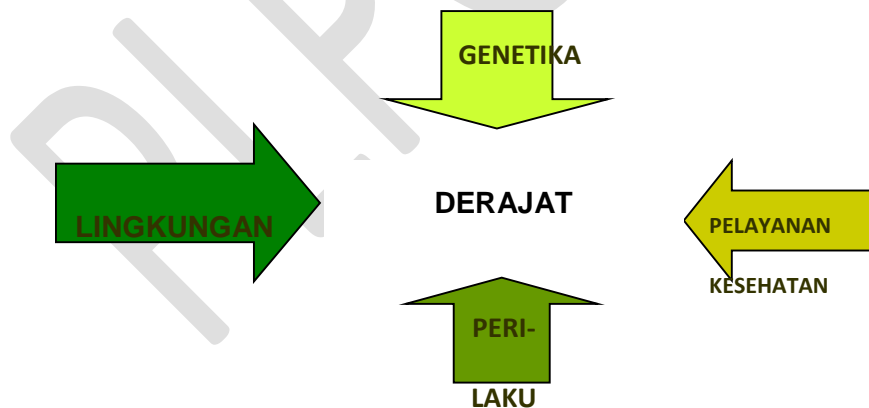 GENETIKA
LINGKUNGAN
DERAJAT
PELAYANAN
KESEHATAN
PERI-
LAKU